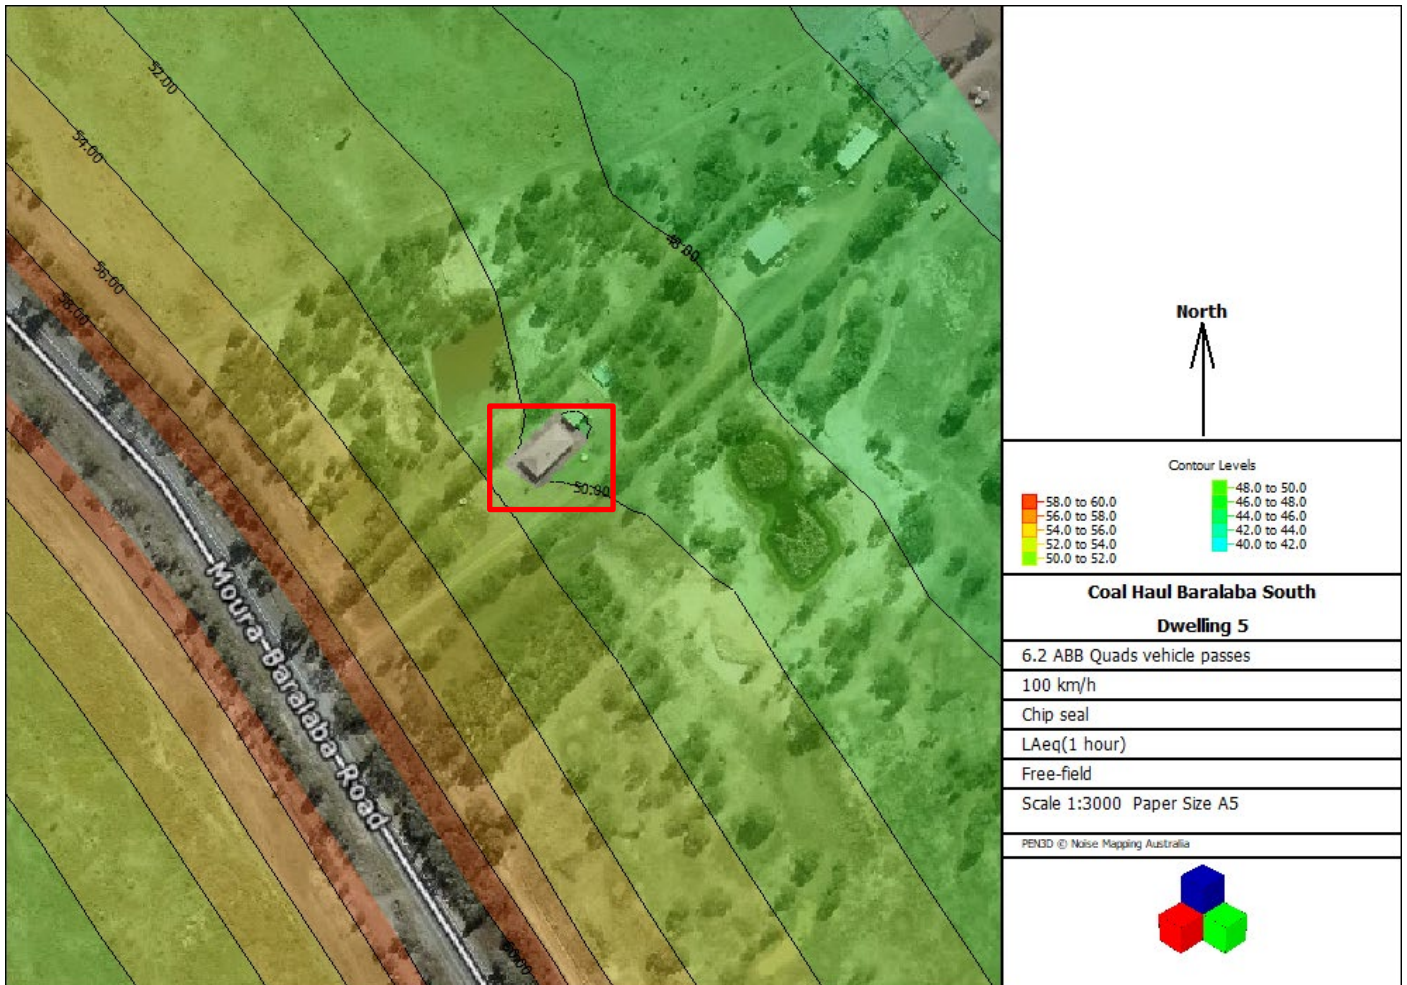 52.00
54.00
56.00
58.00
48.00
50.00
Moura-Baralaba-Road
60.00
North
Contour Levels
58.0 to 60.0
56.0 to 58.0
54.0 to 56.0
52.0 to 54.0
50.0 to 52.0
48.0 to 50.0
46.0 to 48.0
44.0 to 46.0
42.0 to 44.0
40.0 to 42.0
Coal Haul Baralaba South
Dwelling 5
6.2 ABB Quads vehicle passes
100 km/h
Chip seal
LAeq(1 hour)
Free-field
Scale 1:3000 Paper Size A5
PEN3D © Noise Mapping Australia